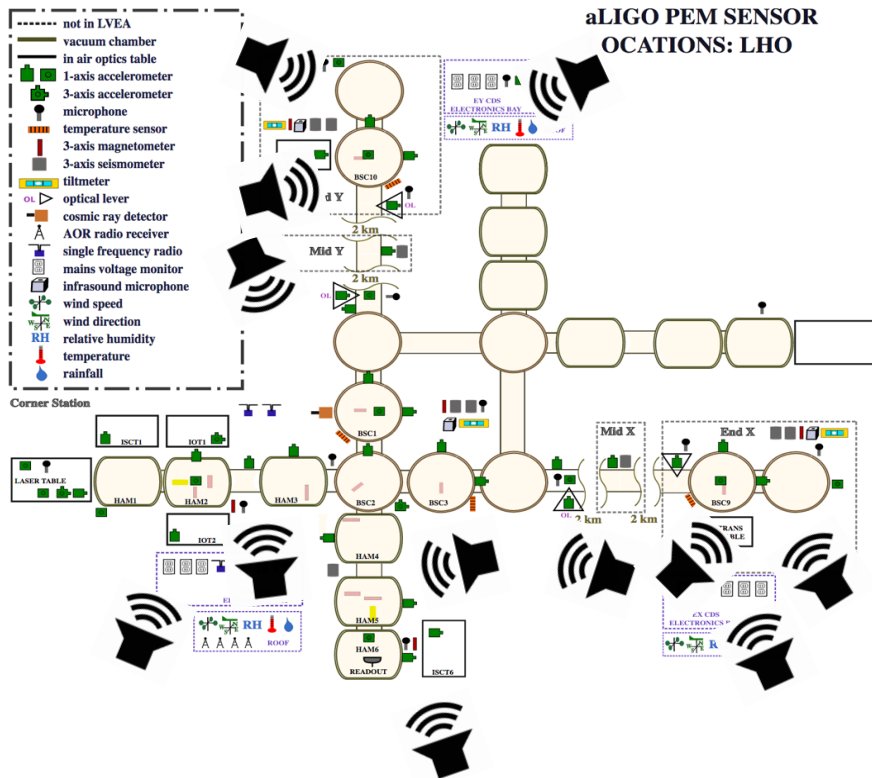 aLIGO PEM SENSOR
OCATIONS: LHO
not in LVEA
vacuum chamber
in air optics table
1-axis accelerometer
3-axis accelerometer
microphone
temperature sensor
3-axis magnetometer
3-axis seismometer
tiltmeter
OL optical lever
cosmic ray detector
AOR radio receiver
single frequency radio
mains voltage monitor
infrasound microphone
wind speed
W S N E wind direction
RH relative humidity
temperature
rainfall
EY CDS
ELECTRONICS BAY
RH
BSC10
d Y
OL
2 km
Mid Y
2 km
OL
Corner Station
ISCT1
IOT1
BSC1
Mid X
End X
LASER TABLE
HAM1
HAM2
HAM3
BSC2
BSC3
BSC9
OL
2 km
2 km
IOT2
HAM4
TRANS
BLE
HAM5
EX CDS
ELECTRONICS
RH
ROOF
HAM6
READOUT
ISCT6
R